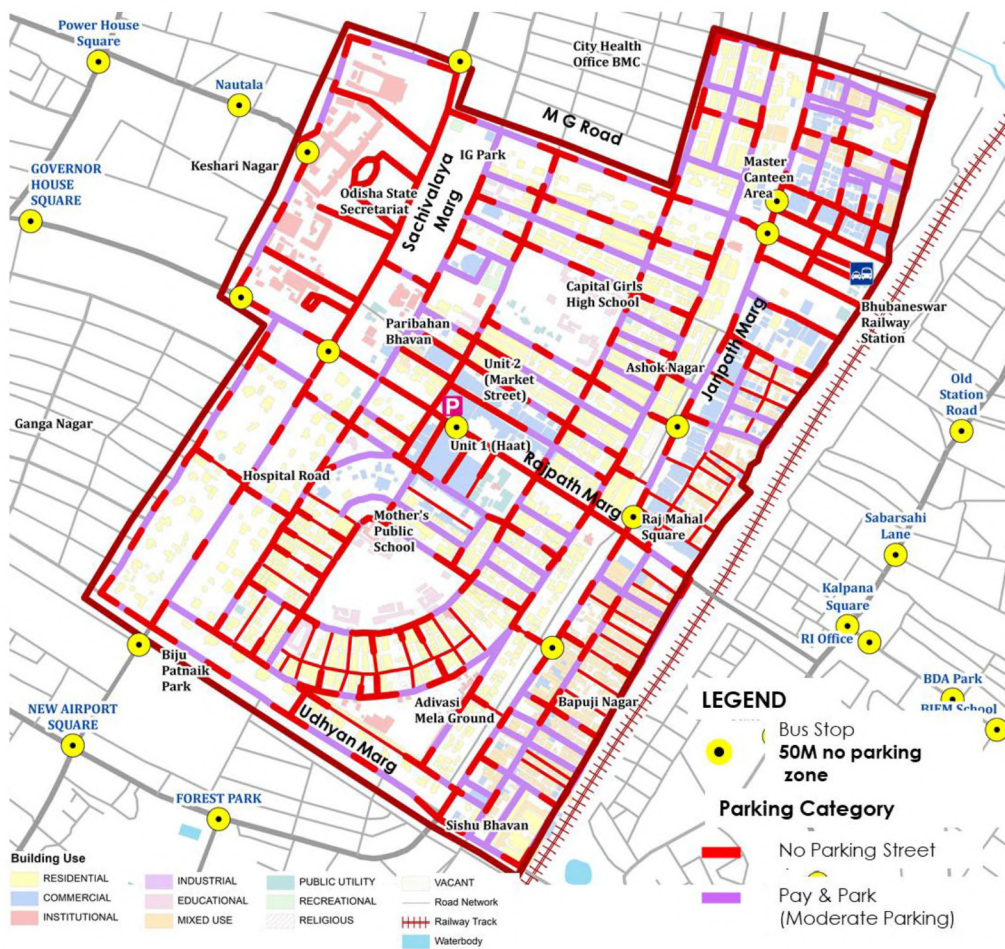 Power House
Square
City Health
Office BMC
Nautala
M G Road
Keshari Nagar
IG Park
Master
Canteen
Area
GOVERNOR
HOUSE
SQUARE
Odisha State
Secretariat
Sachivalaya
Marg
Capital Girls
High School
Bhubaneswar
Railway
Station
Paribahan
Bhavan
Janpath Marg
Unit 2
(Market
Street)
Ashok Nagar
Old
Station
Road
P
Ganga Nagar
Unit 1 (Haat)
Rajpath Marg
Hospital Road
Mother's
Public
School
Raj Mahal
Square
Sabarsahi
Lane
Kalpana
Square
RI Office
Biju
Patnaik
Park
BDA Park
BJEM School
NEW AIRPORT
SQUARE
Adivasi
Mela Ground
Bapuji Nagar
Udhyan Marg
FOREST PARK
Sishu Bhavan
LEGEND
Bus Stop
50M no parking
zone
Parking Category
No Parking Street
Pay & Park
(Moderate Parking)
Building Use
RESIDENTIAL
COMMERCIAL
INSTITUTIONAL
INDUSTRIAL
EDUCATIONAL
MIXED USE
PUBLIC UTILITY
RECREATIONAL
RELIGIOUS
VACANT
Road Network
Railway Track
Waterbody